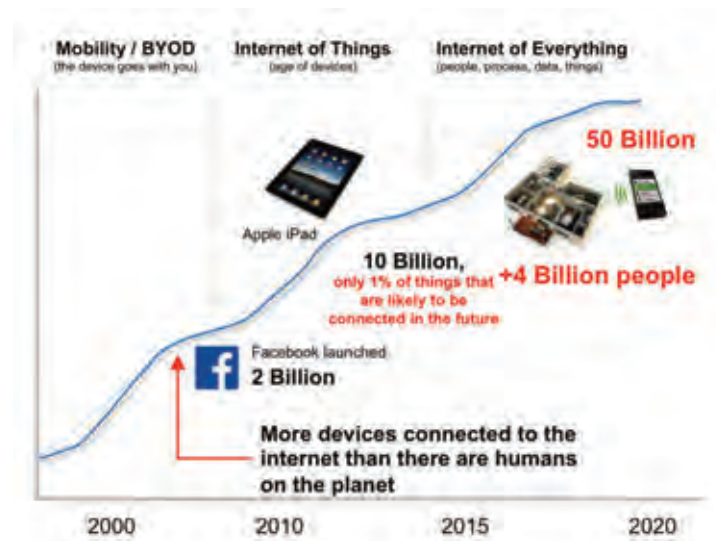 Mobility / BYOD
(the device goes with you)
Internet of Things
(age of devices)
Internet of Everything
(people, process, data, things)
50 Billion
Apple iPad
10 Billion,
only 1% of things that
are likely to be
connected in the future
+4 Billion people
f
Facebook launched
2 Billion
More devices connected to the
internet than there are humans
on the planet
2000
2010
2015
2020